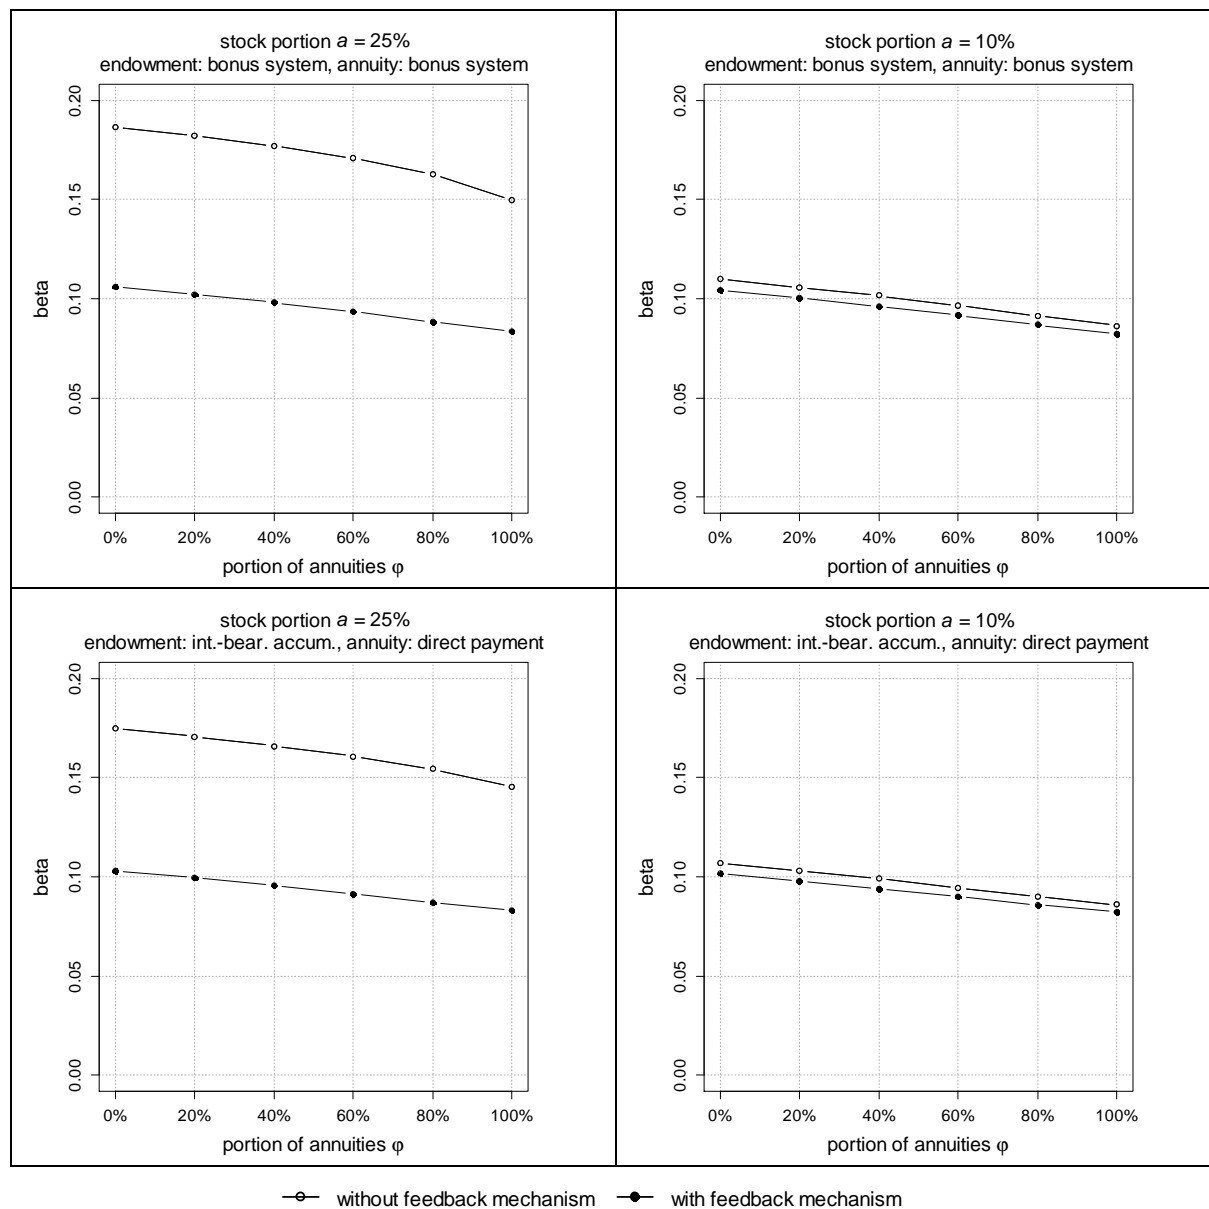 stock portion a = 25%
endowment: bonus system, annuity: bonus system
0.20
0.15
0.10
0.05
0.00
beta
0% 20% 40% 60% 80% 100%
portion of annuities φ
stock portion a = 10%
endowment: bonus system, annuity: bonus system
0.20
0.15
0.10
0.05
0.00
beta
0% 20% 40% 60% 80% 100%
portion of annuities φ
stock portion a = 25%
endowment: int.-bear. accum., annuity: direct payment
0.20
0.15
0.10
0.05
0.00
beta
0% 20% 40% 60% 80% 100%
portion of annuities φ
stock portion a = 10%
endowment: int.-bear. accum., annuity: direct payment
0.20
0.15
0.10
0.05
0.00
beta
0% 20% 40% 60% 80% 100%
portion of annuities φ
without feedback mechanism with feedback mechanism